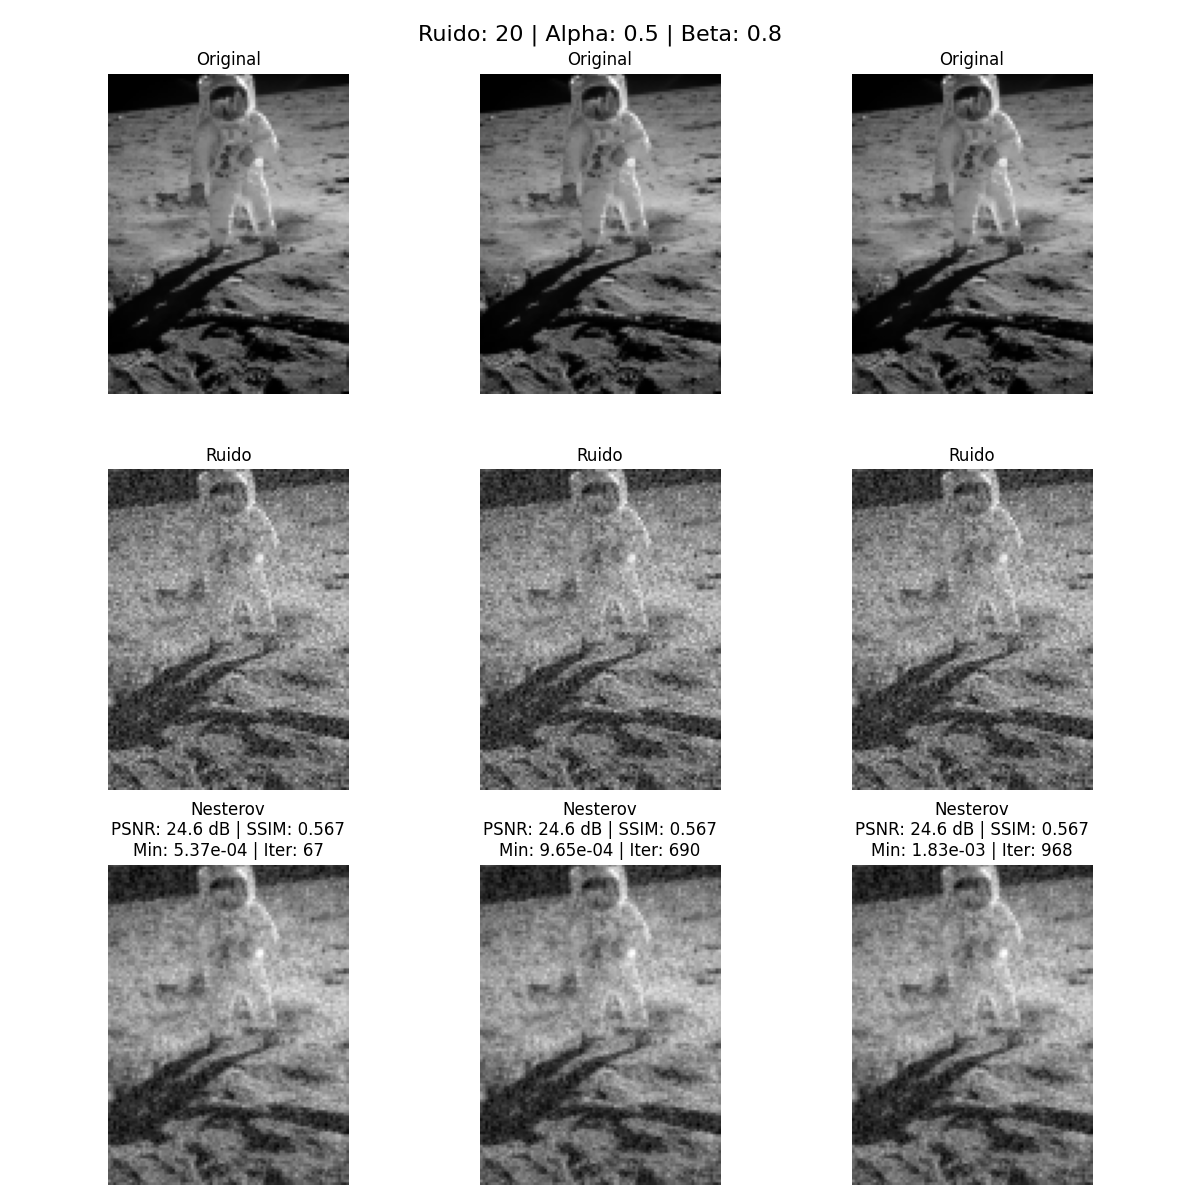 Ruido: 20 | Alpha: 0.5 | Beta: 0.8
Original
Original
Original
Ruido
Ruido
Ruido
Nesterov
PSNR: 24.6 dB | SSIM: 0.567
Min: 5.37e-04 | Iter: 67
Nesterov
PSNR: 24.6 dB | SSIM: 0.567
Min: 9.65e-04 | Iter: 690
Nesterov
PSNR: 24.6 dB | SSIM: 0.567
Min: 1.83e-03 | Iter: 968